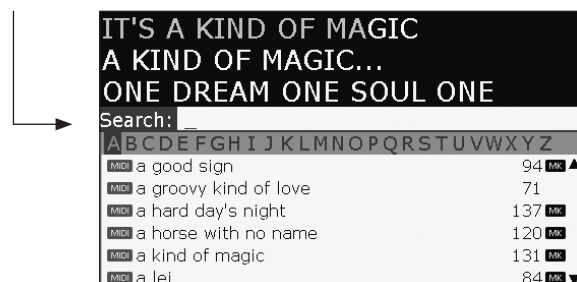 IT'S A KIND OF MAGIC
A KIND OF MAGIC...
ONE DREAM ONE SOUL ONE
Search: _
A B C D E F G H I J K L M N O P Q R S T U V W X Y Z
MIDI a good sign 94 MK
MIDI a groovy kind of love 71
MIDI a hard day's night 137 MK
MIDI a horse with no name 120 MK
MIDI a kind of magic 131 MK
MIDI a lei 84 MK